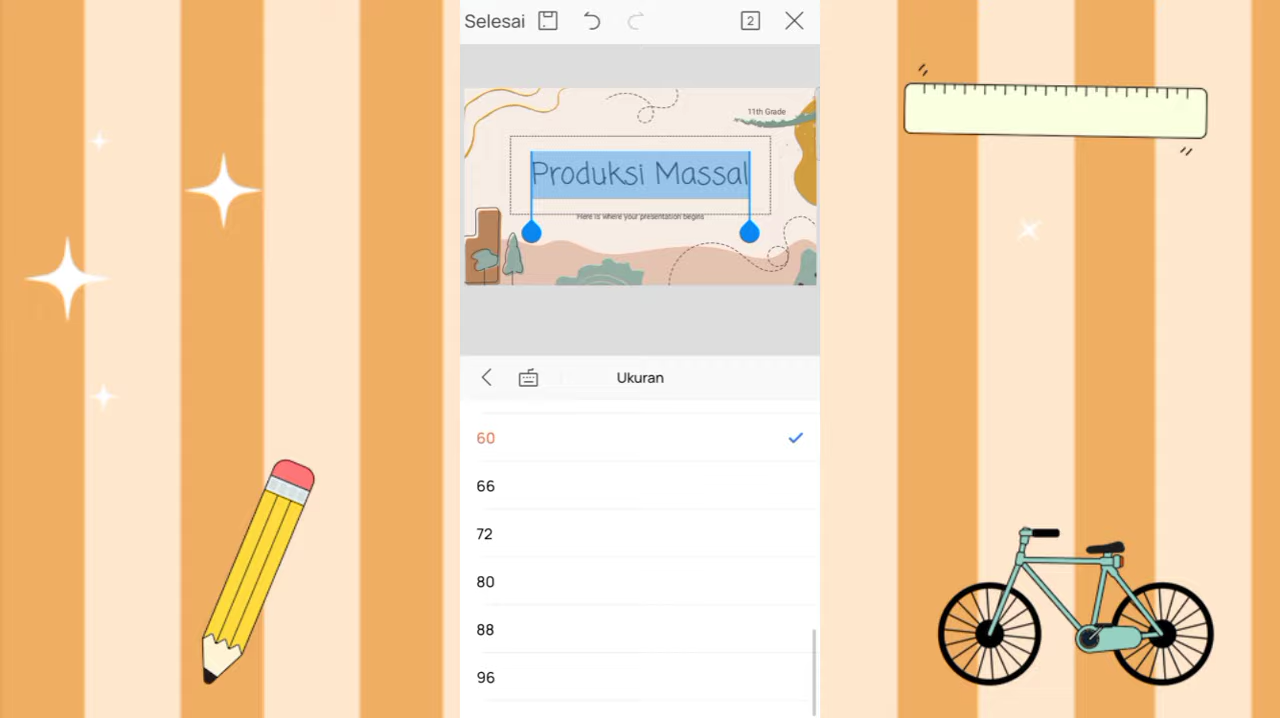 Selesai
2
11th Grade
Produksi Massal
Here is where your presentation begins
Ukuran
60
66
72
80
88
96